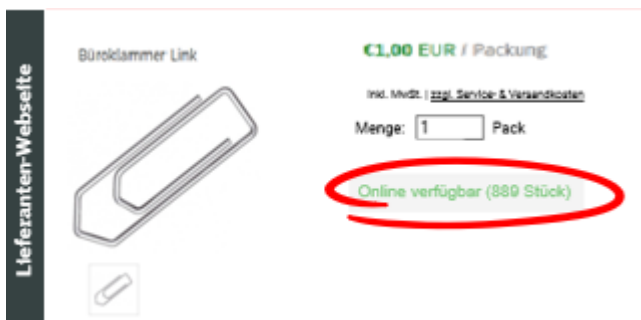 Lieferanten-Webseite
Büroklammer Link
€1,00 EUR / Packung
Inkl. MwSt. | zzgl. Service- & Versandkosten
Menge: 1 Pack
Online verfügbar (889 Stück)